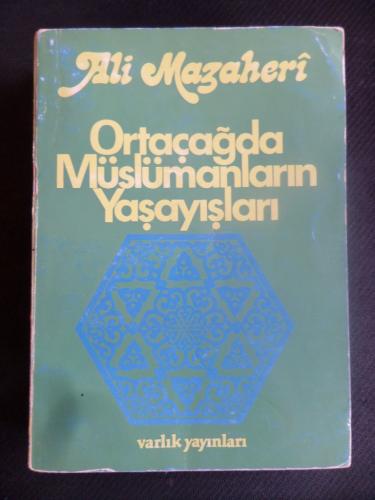 Ali Mazaherî
Ortaçağda
Müslümanların
Yaşayışları
varlık yayınları